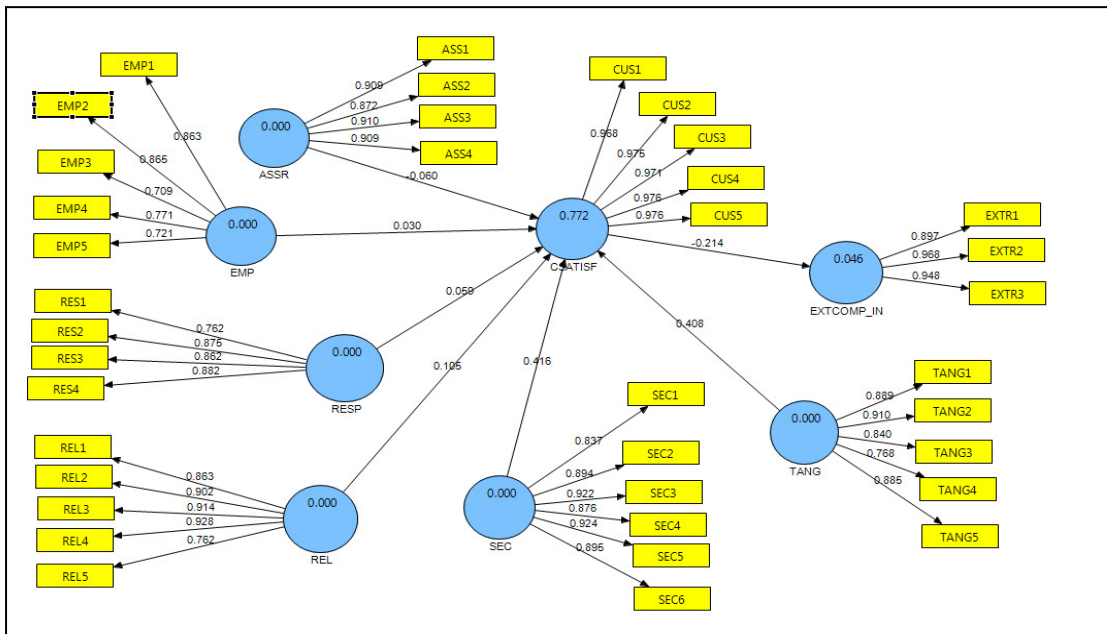 EMP1
EMP2
EMP3
EMP4
EMP5
0.863
0.865
0.709
0.771
0.721
0.000
EMP
ASS1
ASS2
ASS3
ASS4
0.909
0.872
0.910
0.909
0.000
ASSR
-0.060
0.030
CUS1
CUS2
CUS3
CUS4
CUS5
0.968
0.975
0.971
0.976
0.976
0.772
CSATISF
-0.214
EXTR1
EXTR2
EXTR3
0.897
0.968
0.948
0.046
EXTCOMP_IN
RES1
RES2
RES3
RES4
0.762
0.875
0.862
0.882
0.000
RESP
0.059
0.105
0.416
0.408
REL1
REL2
REL3
REL4
REL5
0.863
0.902
0.914
0.928
0.762
0.000
REL
SEC1
SEC2
SEC3
SEC4
SEC5
SEC6
0.837
0.894
0.922
0.876
0.924
0.895
0.000
SEC
TANG1
TANG2
TANG3
TANG4
TANG5
0.889
0.910
0.840
0.768
0.885
0.000
TANG